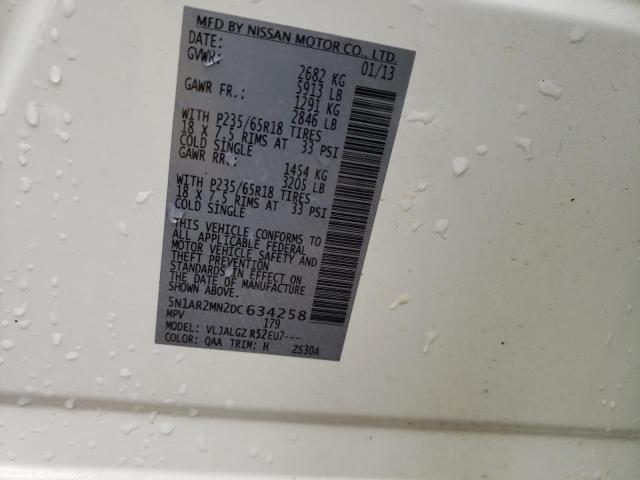 MFD BY NISSAN MOTOR CO., LTD.
DATE: 01/13
GVWR: 2682 KG
5913 LB
GAWR FR.: 1291 KG
2846 LB
WITH P235/65R18 TIRES
18 X 7.5 RIMS AT 33 PSI
COLD SINGLE
GAWR RR.: 1454 KG
3205 LB
WITH P235/65R18 TIRES
18 X 7.5 RIMS AT 33 PSI
COLD SINGLE
THIS VEHICLE CONFORMS TO
ALL APPLICABLE FEDERAL
MOTOR VEHICLE SAFETY AND
THEFT PREVENTION
STANDARDS IN EFFECT ON
THE DATE OF MANUFACTURE
SHOWN ABOVE.
5N1AR2MN2DC634258
MPV 179
MODEL: VLJALGZ R52EU7---
COLOR: QAA TRIM: H ZS30A